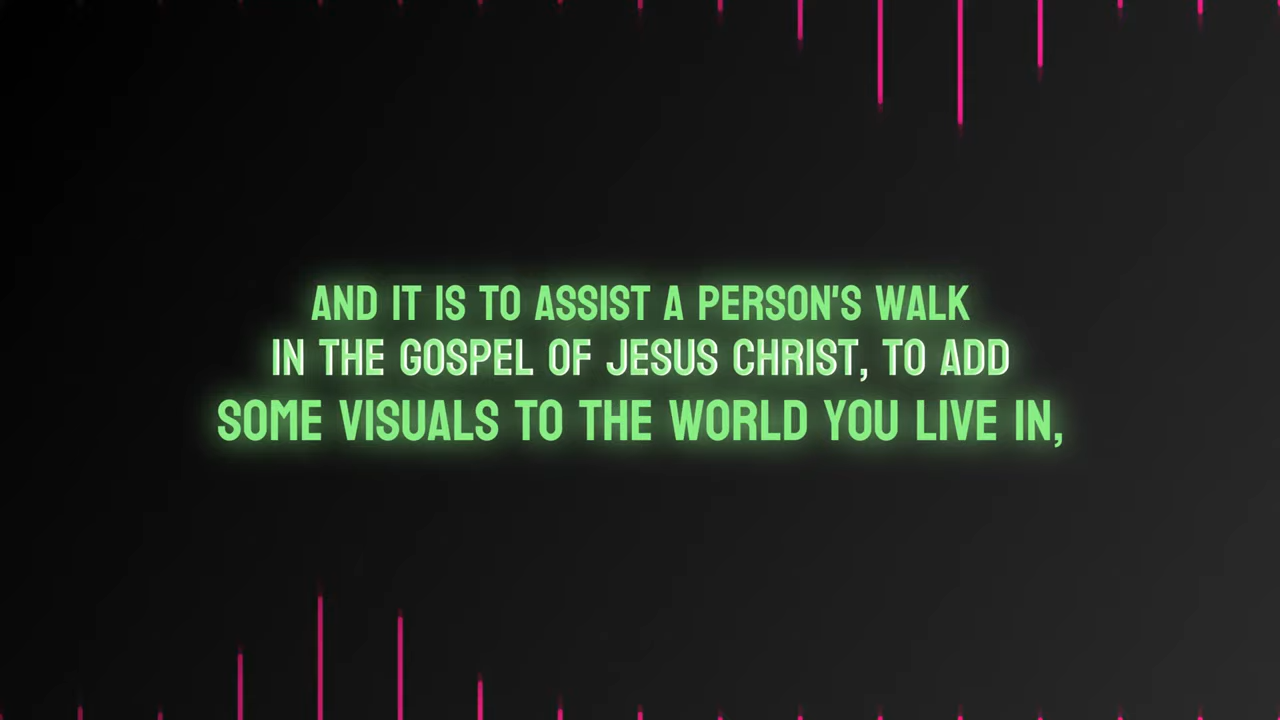 AND IT IS TO ASSIST A PERSON'S WALK
IN THE GOSPEL OF JESUS CHRIST, TO ADD
SOME VISUALS TO THE WORLD YOU LIVE IN,